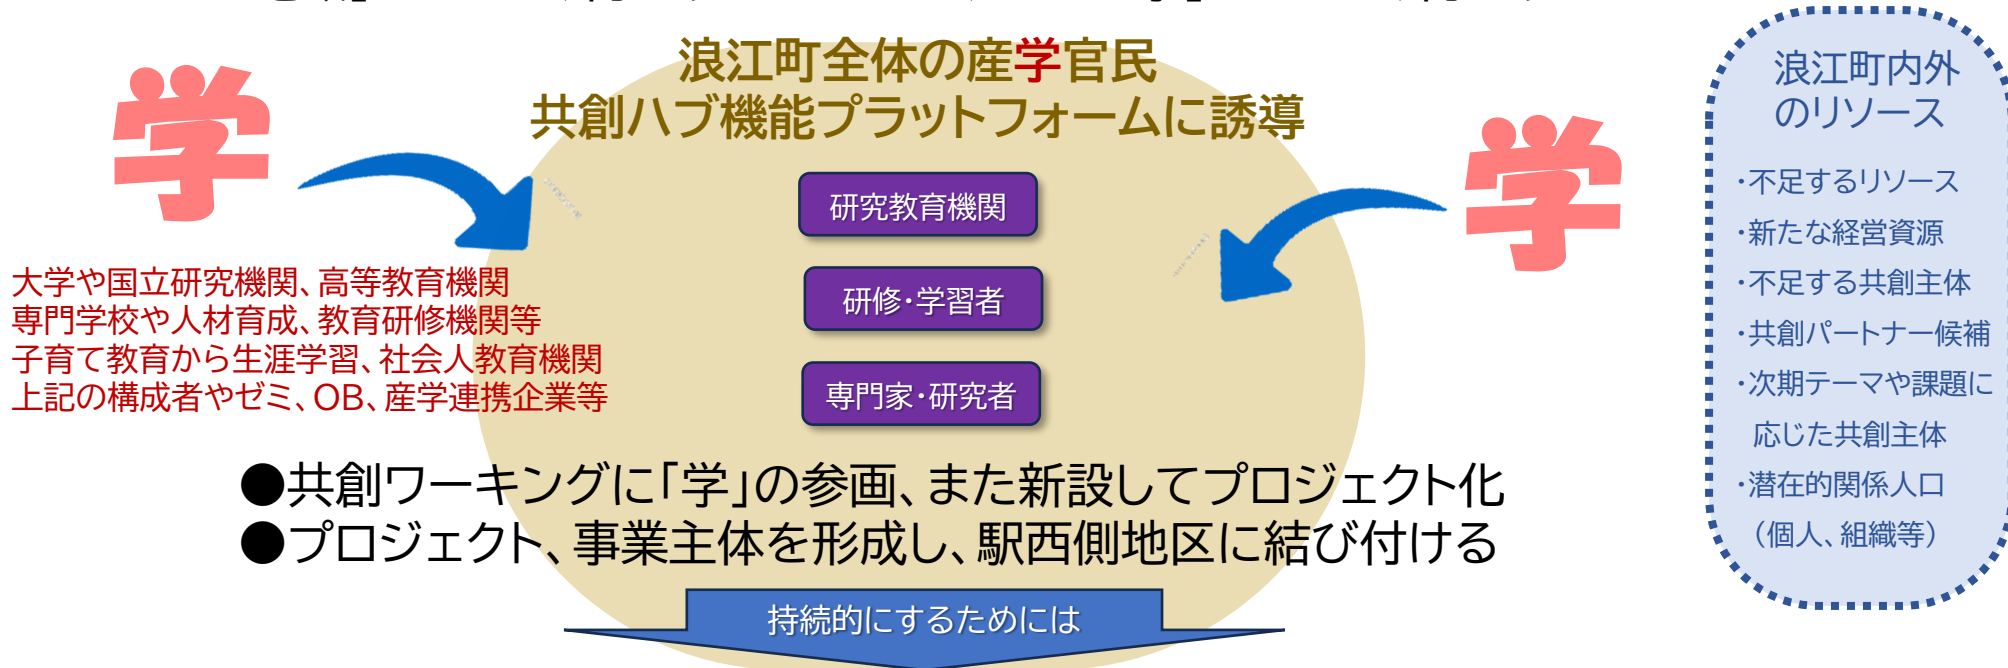 浪江町全体の産学官民
共創ハブ機能プラットフォームに誘導
学
学
研究教育機関
研修・学習者
専門家・研究者
大学や国立研究機関、高等教育機関
専門学校や人材育成、教育研修機関等
子育て教育から生涯学習、社会人教育機関
上記の構成者やゼミ、OB、産学連携企業等
●共創ワーキングに「学」の参画、また新設してプロジェクト化
●プロジェクト、事業主体を形成し、駅西側地区に結び付ける
持続的にするためには
浪江町内外
のリソース
・不足するリソース
・新たな経営資源
・不足する共創主体
・共創パートナー候補
・次期テーマや課題に
応じた共創主体
・潜在的関係人口
（個人、組織等）